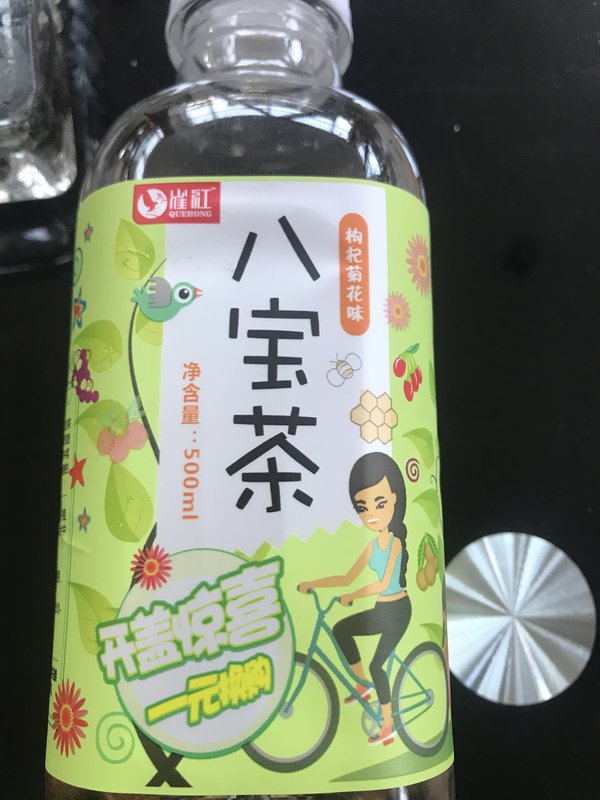 雀红
QUEHONG
八宝茶
枸杞菊花味
净含量:500ml
开盖惊喜
一元换购